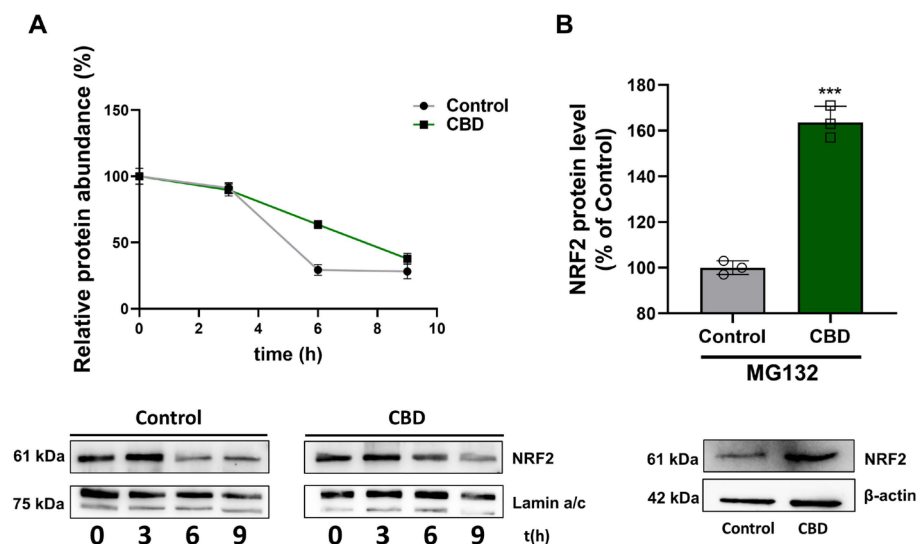 A
Relative protein abundance (%)
150
100
50
0
0 2 4 6 8 10
time (h)
Control
CBD
B
NRF2 protein level
(% of Control)
180
160
140
120
100
80
***
Control CBD
MG132
Control CBD
61 kDa NRF2
75 kDa Lamin a/c
0 3 6 9 0 3 6 9 t(h)
61 kDa NRF2
42 kDa β-actin
Control CBD